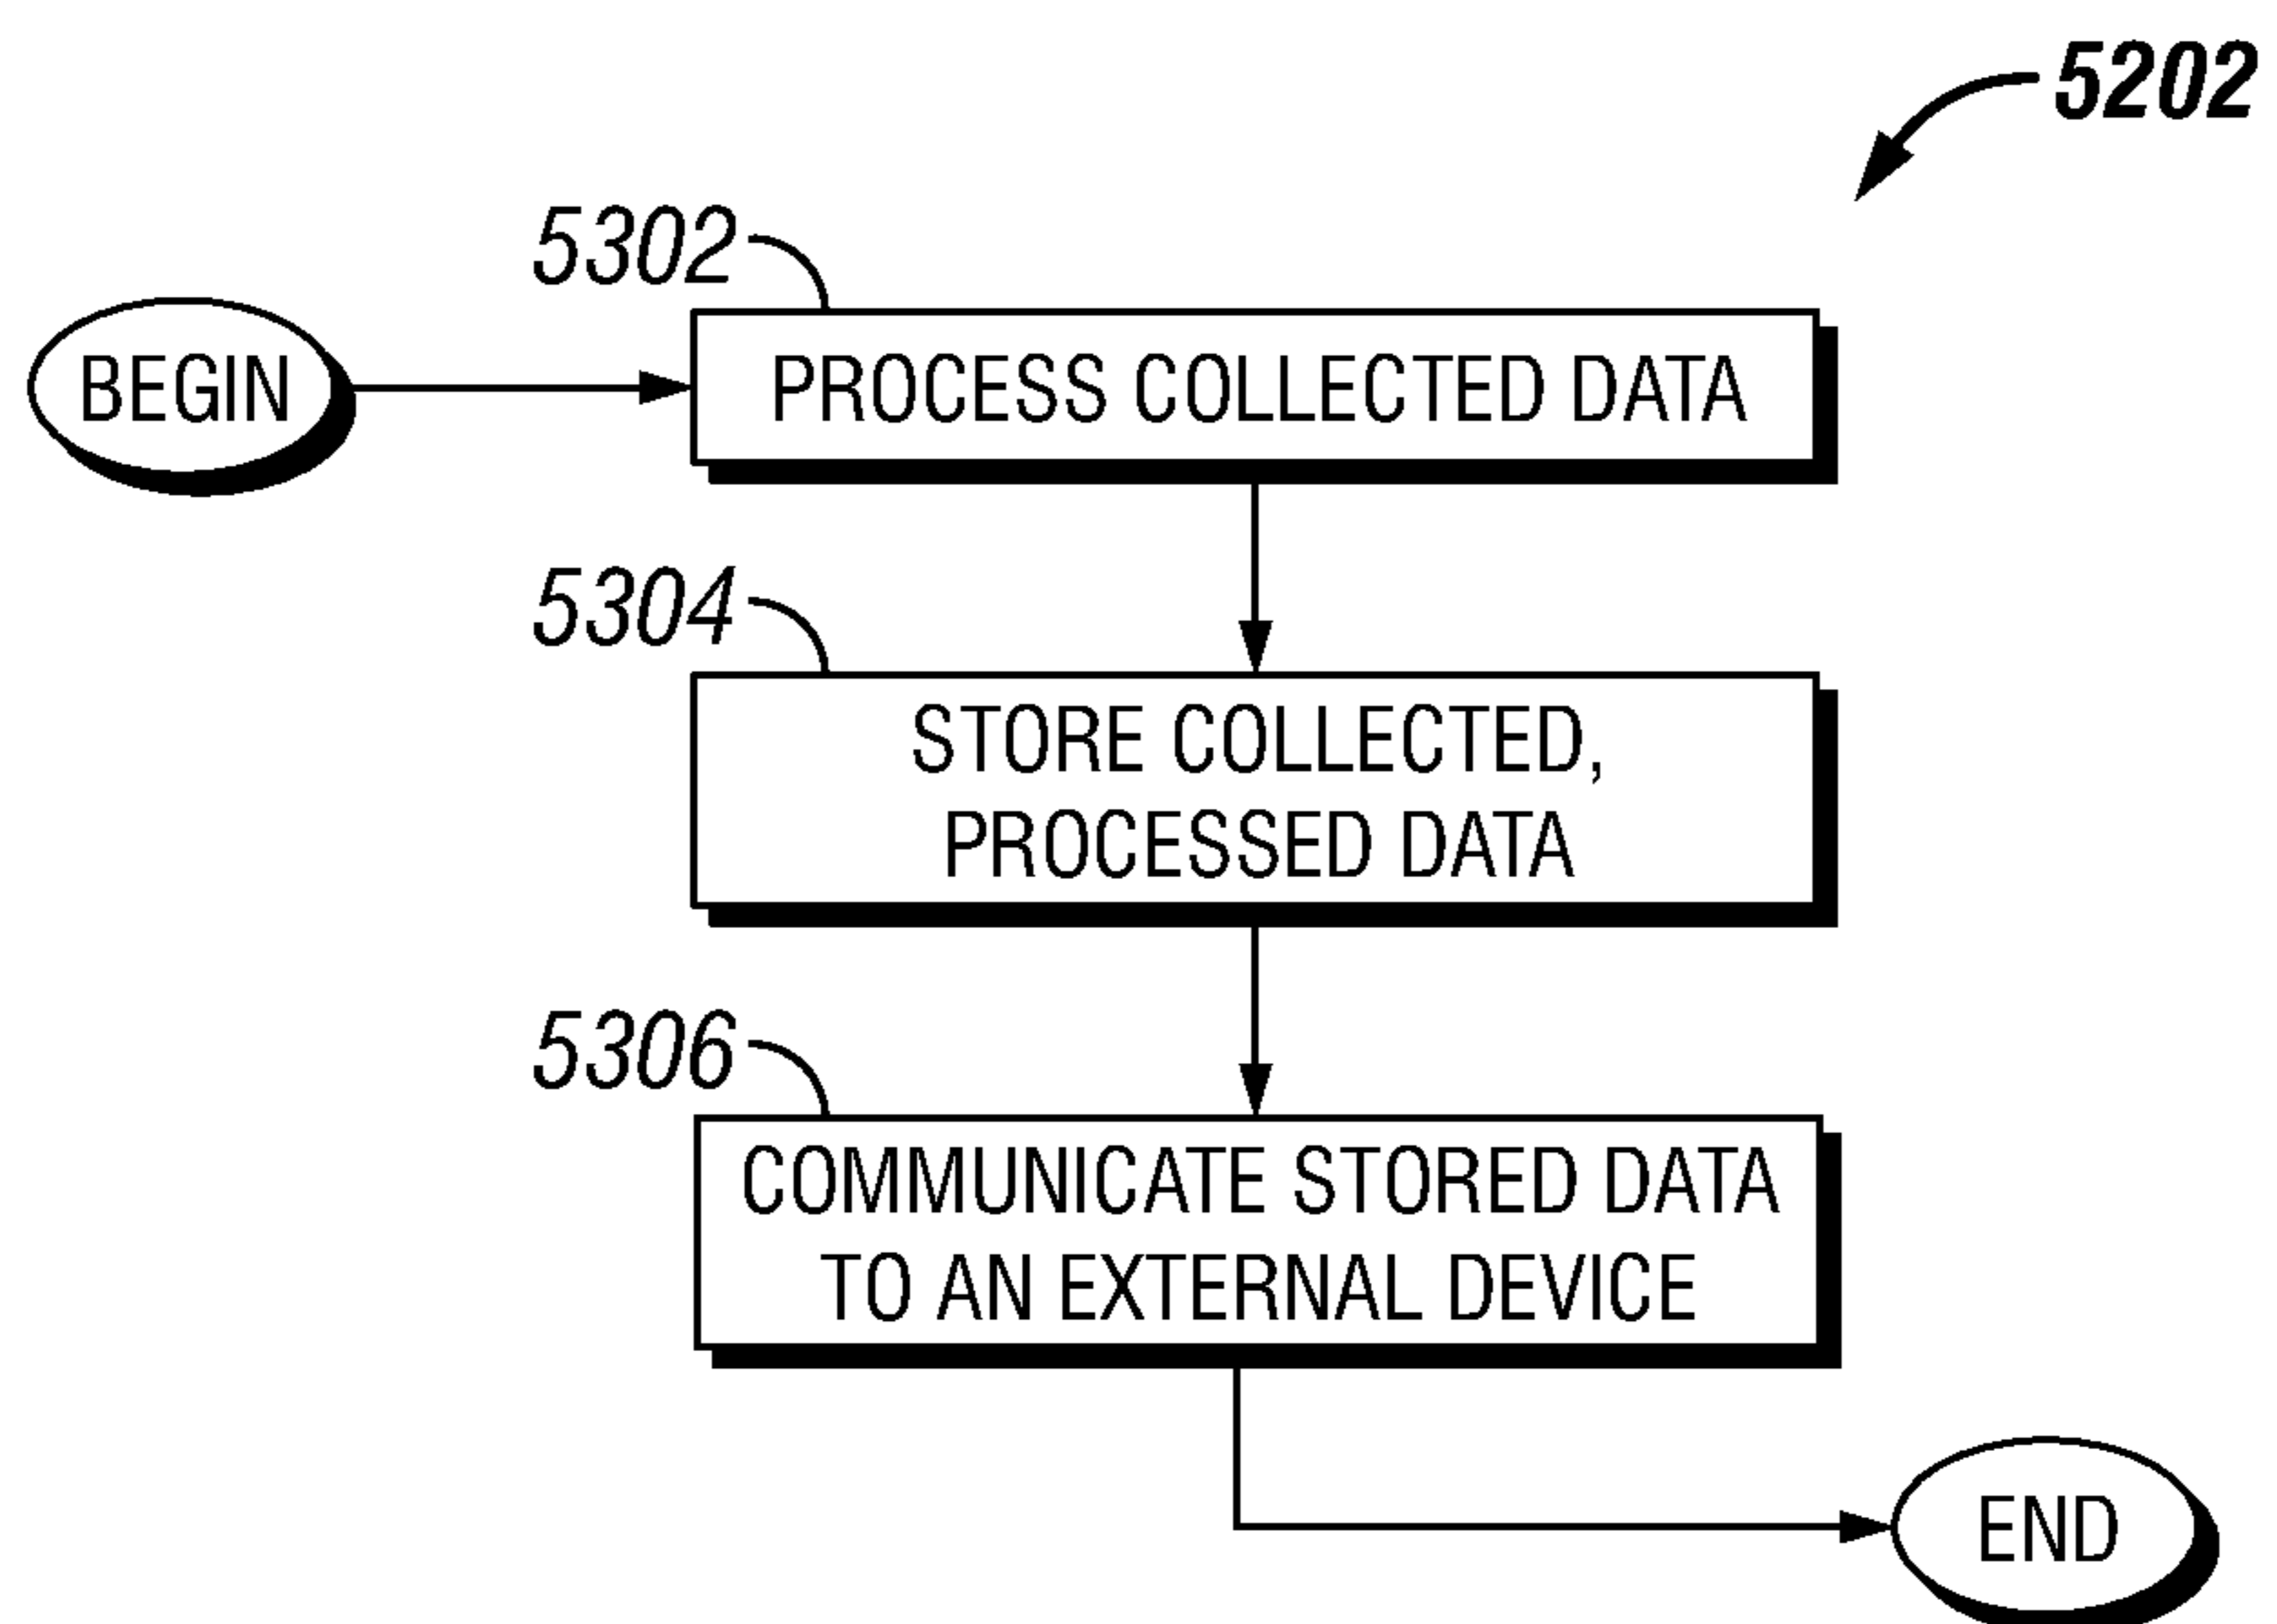 5202
5302
BEGIN
PROCESS COLLECTED DATA
5304
STORE COLLECTED,
PROCESSED DATA
5306
COMMUNICATE STORED DATA
TO AN EXTERNAL DEVICE
END